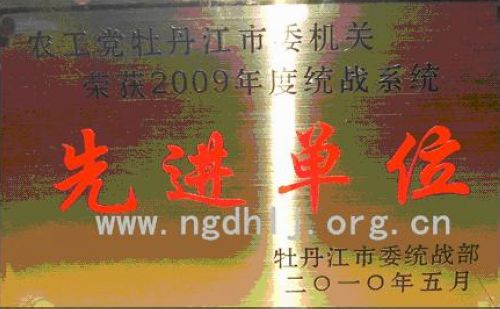 农工党牡丹江市委机关
荣获2009年度统战系统
先进单位
www.ngdhlj.org.cn
牡丹江市委统战部
二〇一〇年五月